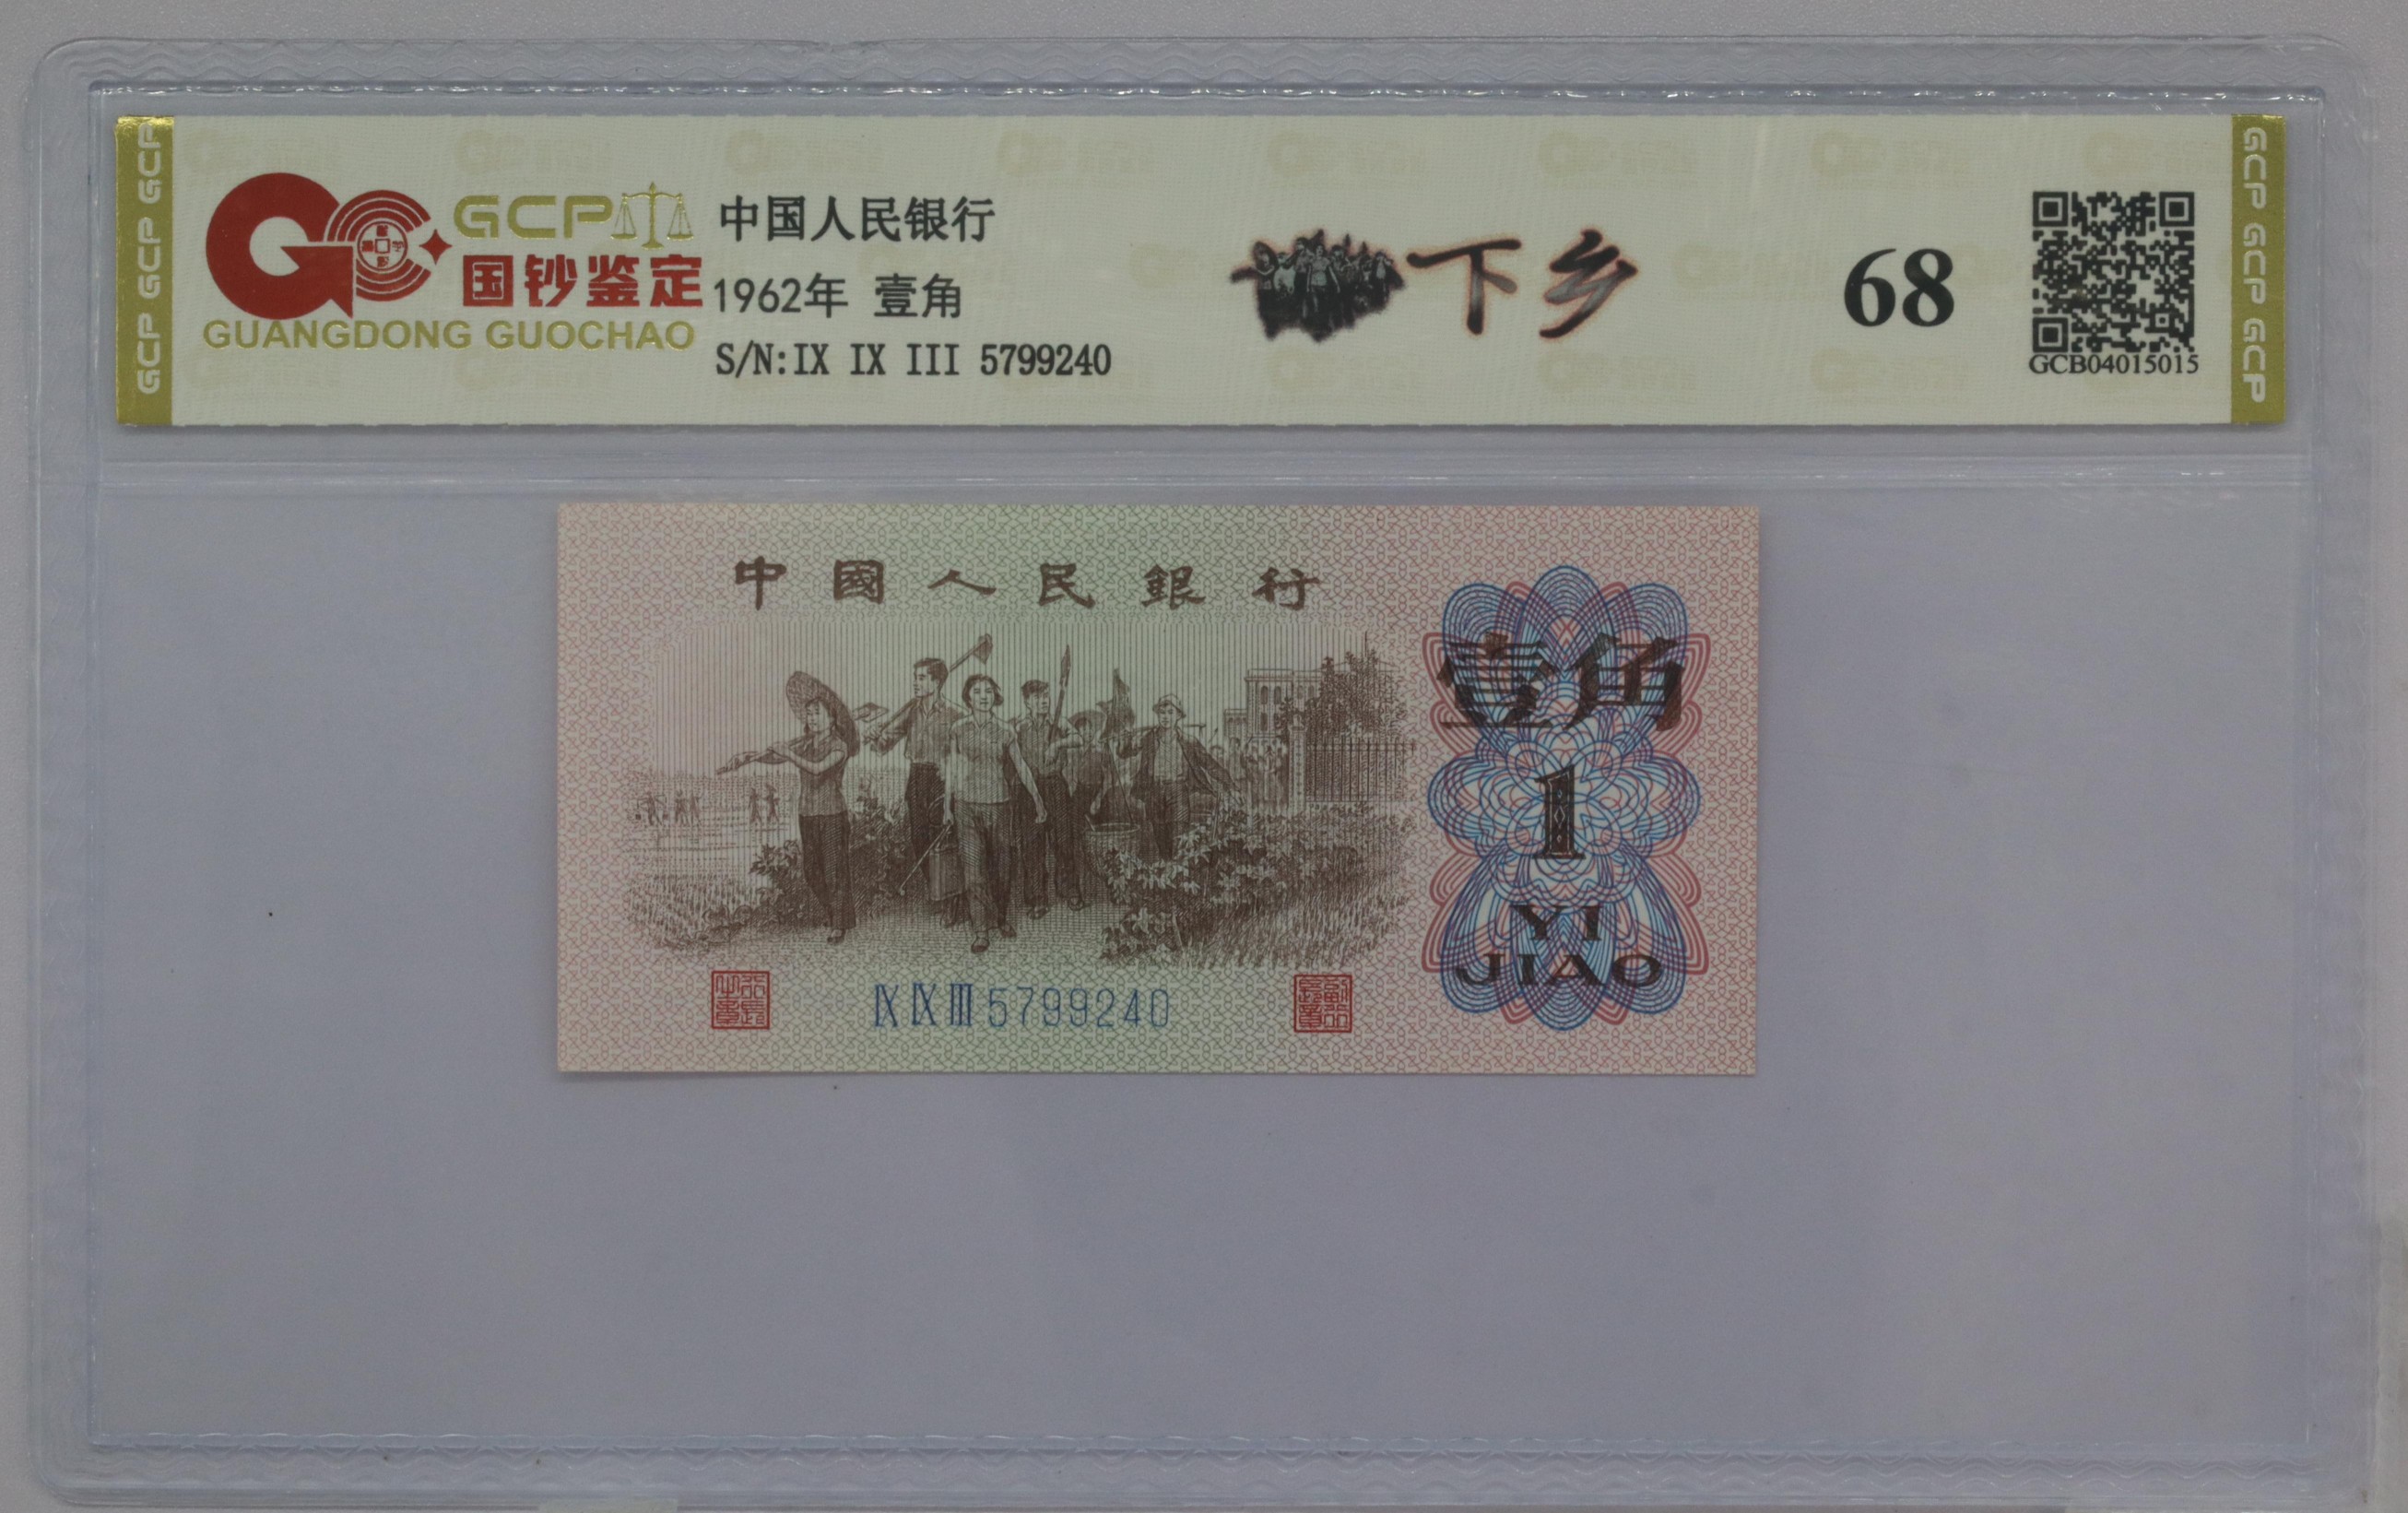 GCP GCP GCP
GCP
国钞鉴定
GUANGDONG GUOCHAO
中国人民银行
1962年 壹角
S/N:IX IX III 5799240
下乡
68
GCB04015015
GCP GCP GCP
中國人民銀行
壹角
1
YI
JIAO
IX IX III 5799240